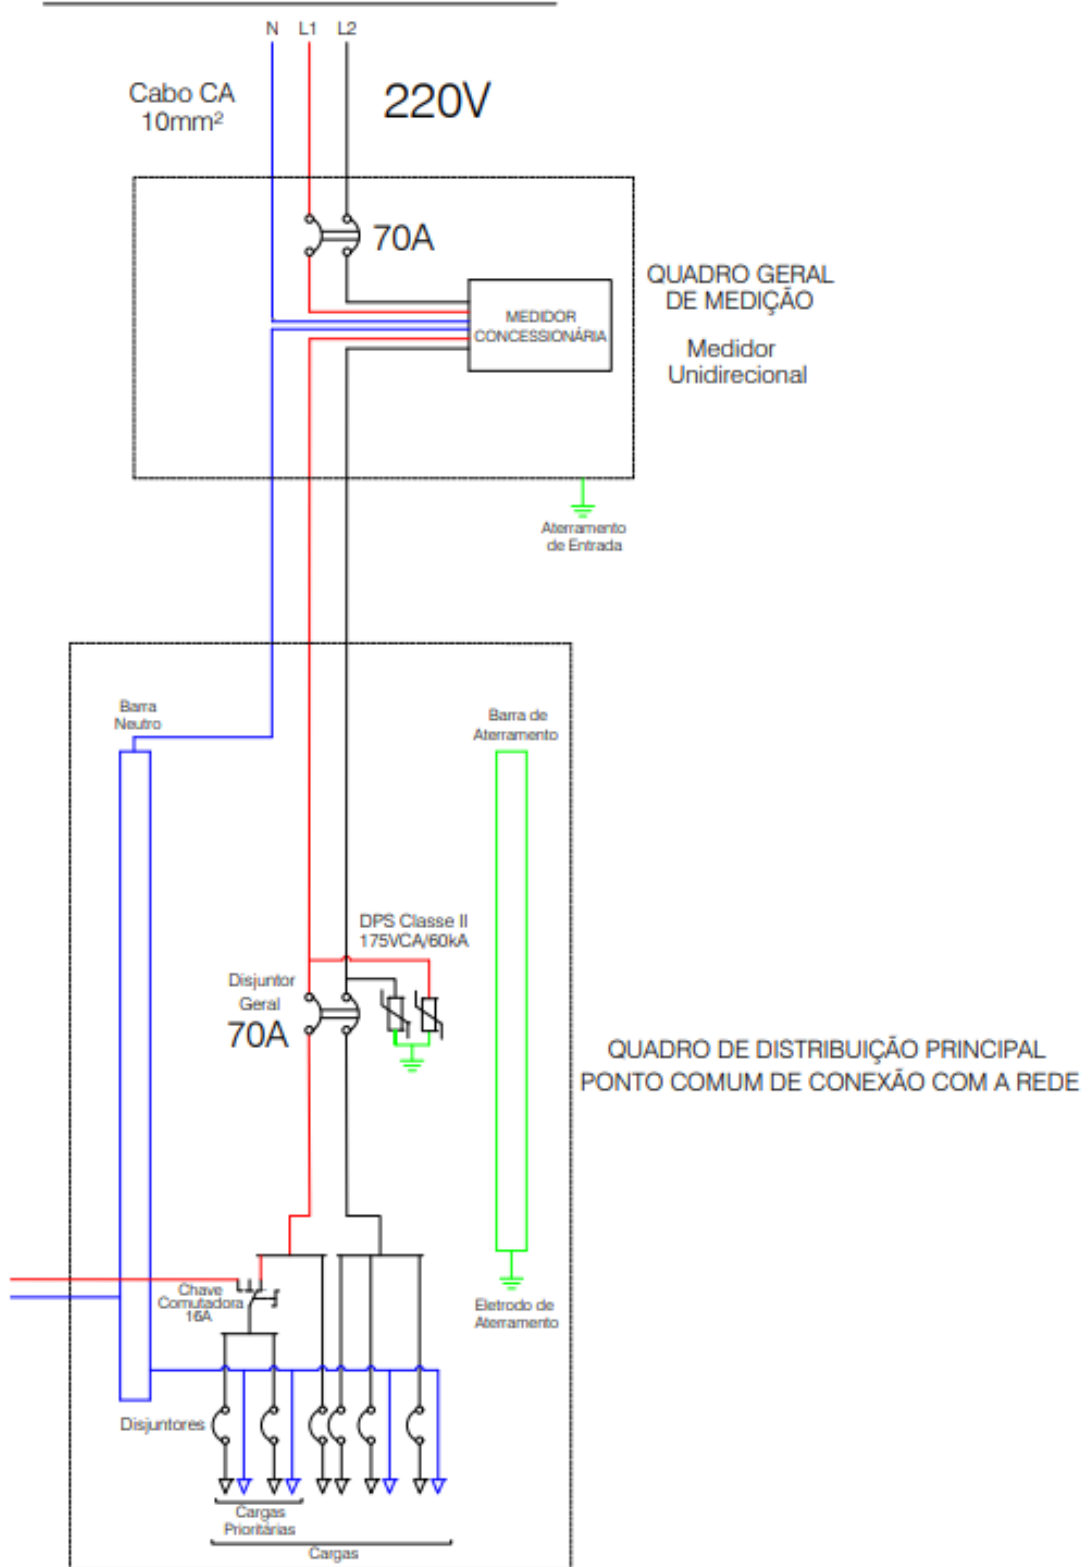 N L1 L2
Cabo CA
10mm²
220V
70A
MEDIDOR
CONCESSIONÁRIA
QUADRO GERAL
DE MEDIÇÃO
Medidor
Unidirecional
Aterramento
de Entrada
Barra
Neutro
Barra de
Aterramento
DPS Classe II
175VCA/60kA
Disjuntor
Geral
70A
QUADRO DE DISTRIBUIÇÃO PRINCIPAL
PONTO COMUM DE CONEXÃO COM A REDE
Chave
Comutadora
16A
Eletrodo de
Aterramento
Disjuntores
Cargas
Prioritárias
Cargas